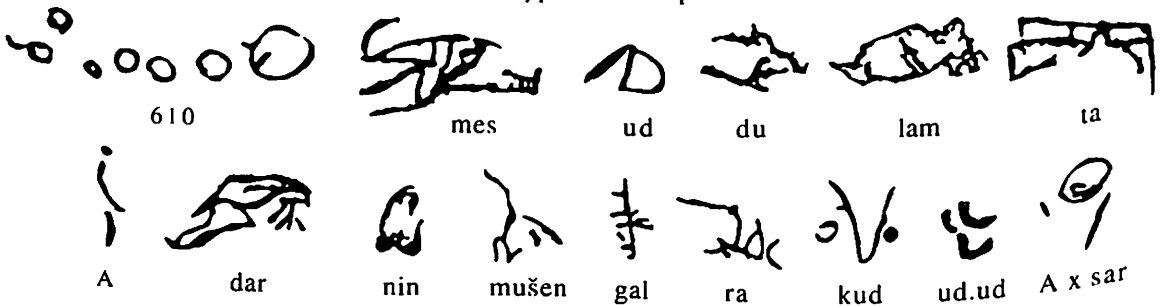 610 mes ud du lam ta
A dar nin mušen gal ra kud ud.ud A x sar